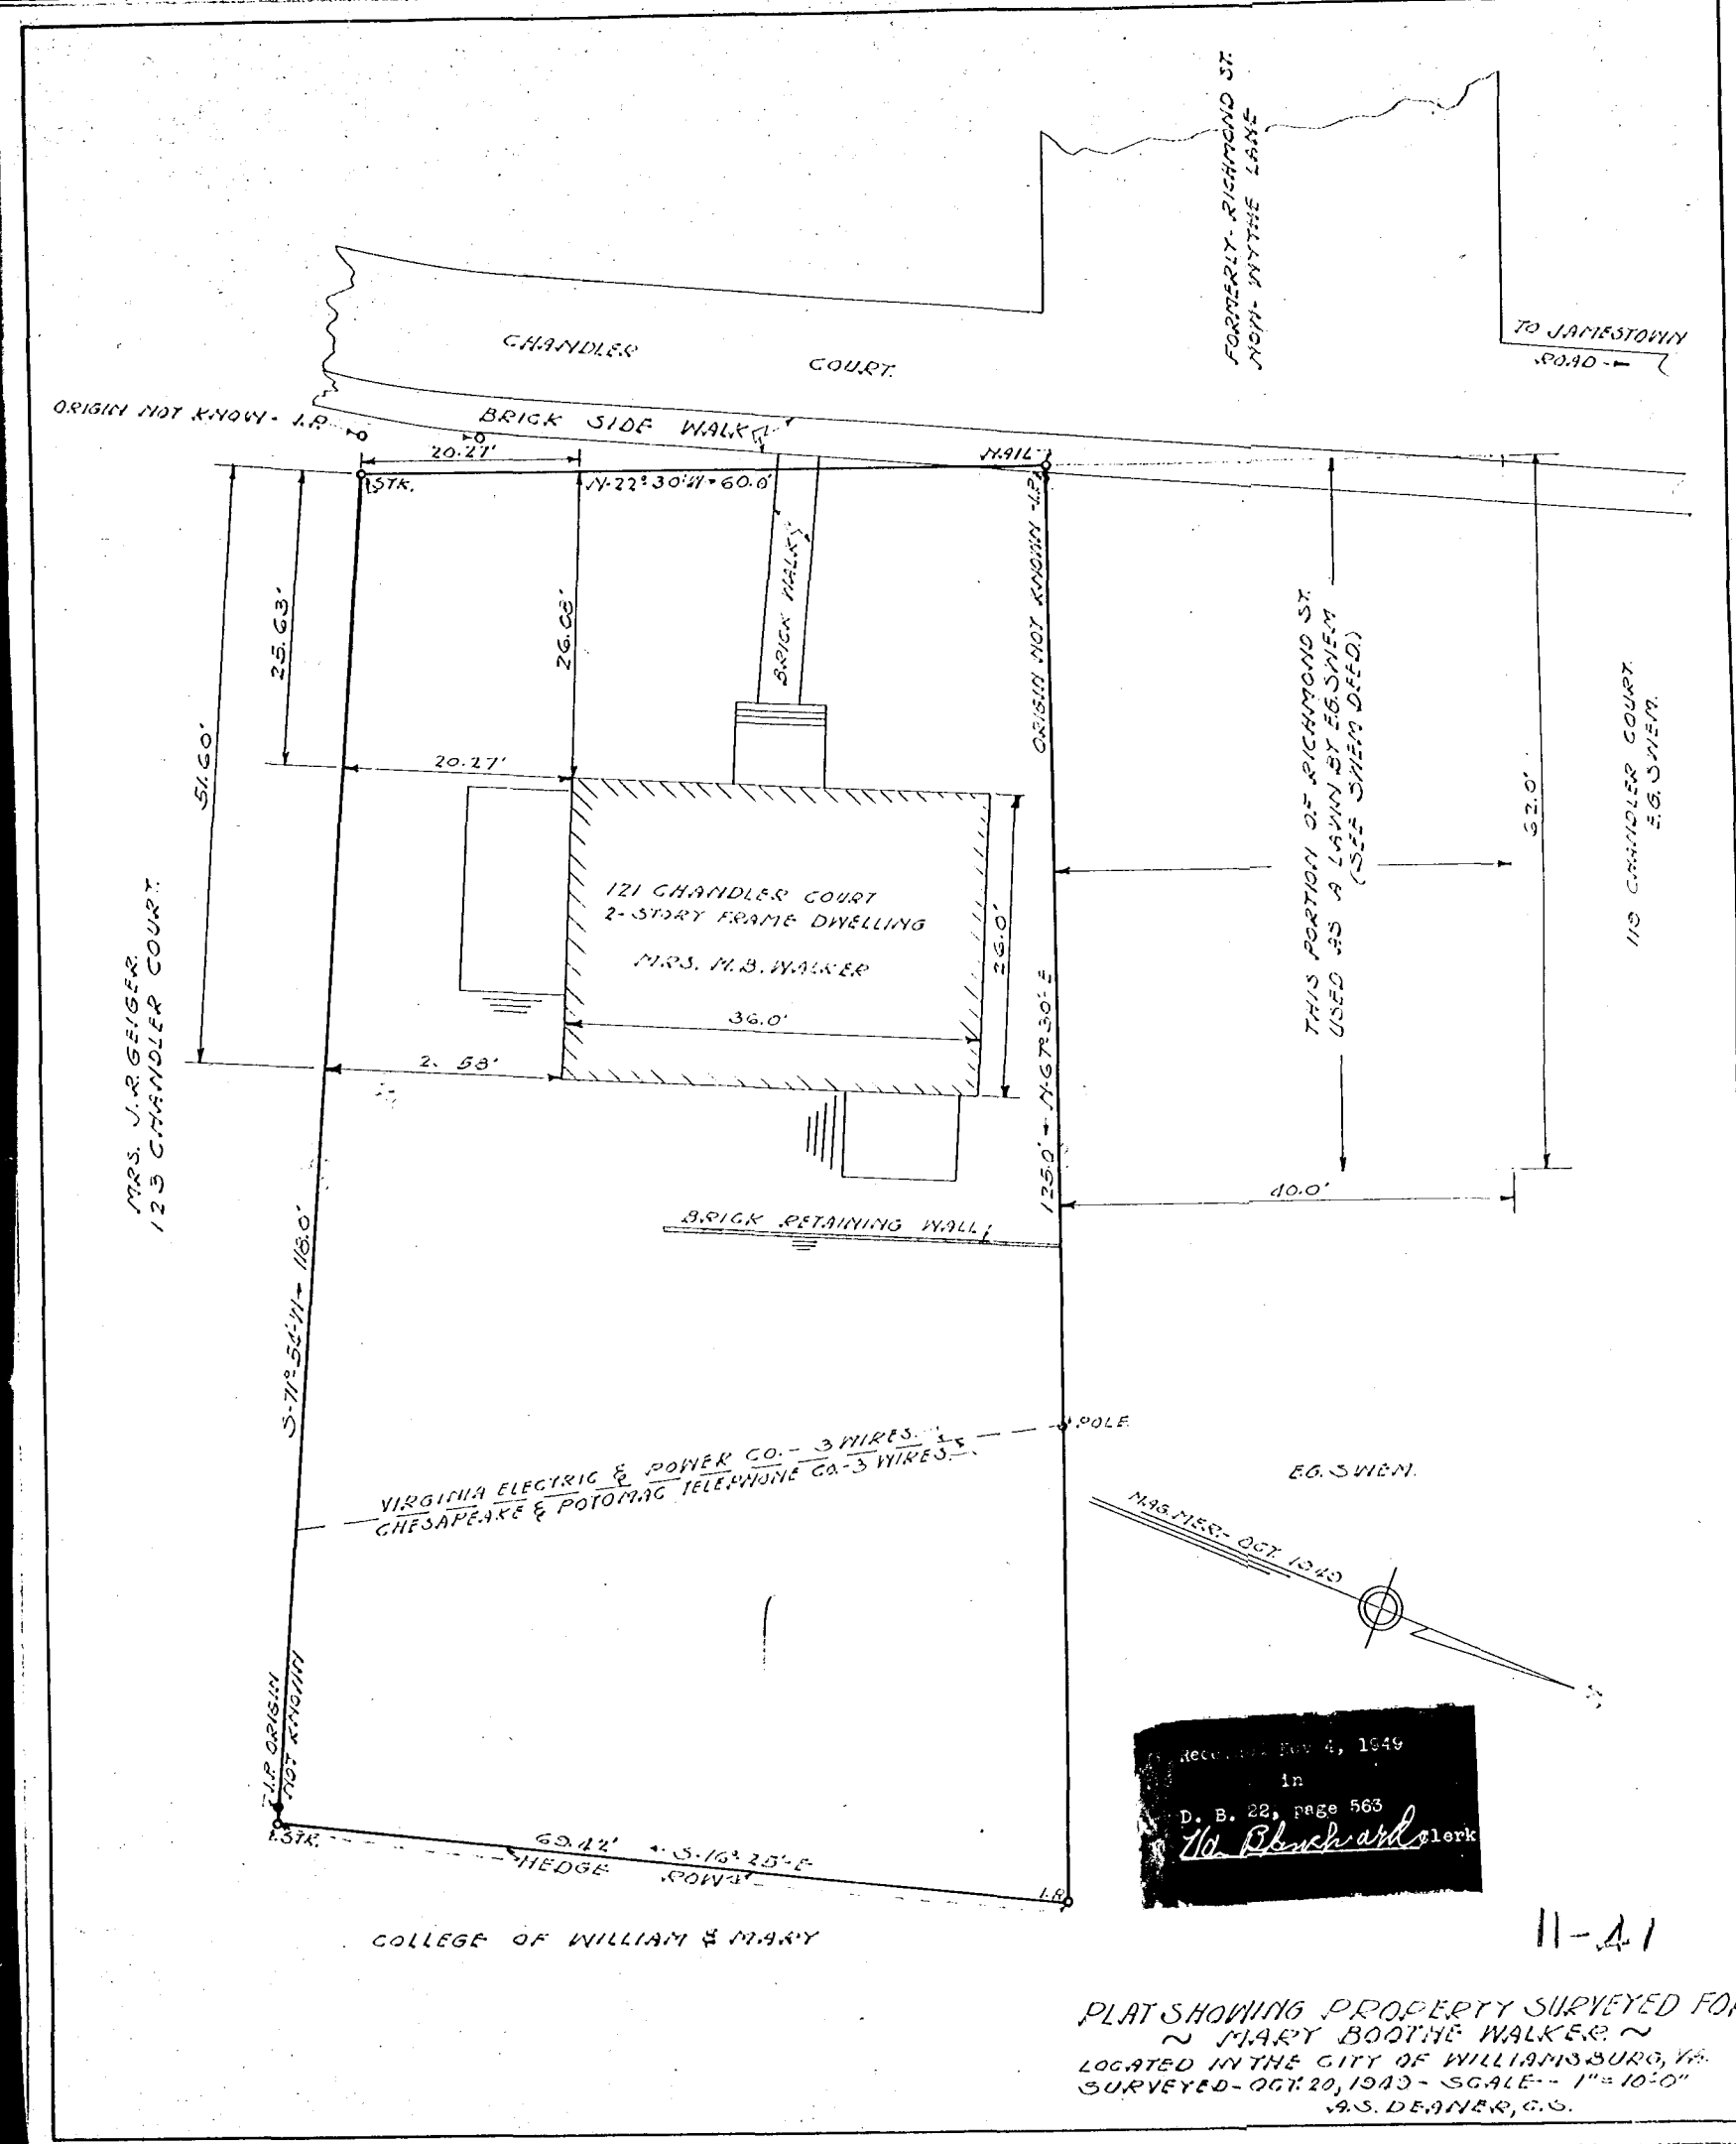 FORMERLY - RICHMOND ST.
NOW - WYTHE LANE
TO JAMESTOWN
ROAD
CHANDLER COURT.
ORIGIN NOT KNOW - I.P.
BRICK SIDE WALK
20.27'
NAIL
I.STK.
N-22°30'-W - 60.0'
ORIGIN NOT KNOWN - I.P.
BRICK WALK
25.63'
26.08'
51.60'
20.27'
THIS PORTION OF RICHMOND ST.
USED AS A LAWN BY E.G. SWEM
(SEE SWEM DEED.)
62.0'
119 CHANDLER COURT.
E.G. SWEM.
121 CHANDLER COURT
2-STORY FRAME DWELLING
MRS. M.B. WALKER
26.0'
36.0'
MRS. J.R. GEIGER.
123 CHANDLER COURT.
2. 58'
125.0' - N-67°-30'-E
40.0'
BRICK RETAINING WALL
S-71°-54'-W - 118.0'
POLE
VIRGINIA ELECTRIC & POWER CO. - 3 WIRES.
CHESAPEAKE & POTOMAC TELEPHONE CO. - 3 WIRES.
E.G. SWEM.
MAG. MER. - OCT. 1949
I.P. ORIGIN
NOT KNOWN
I.STK.
69.42' S-16° 25'-E
HEDGE ROW
I.P.
Nov 4, 1949
in
D. B. 22, page 563
Clerk
COLLEGE OF WILLIAM & MARY
11-41
PLAT SHOWING PROPERTY SURVEYED FOR
~ MARY BOOTHE WALKER ~
LOCATED IN THE CITY OF WILLIAMSBURG, VA.
SURVEYED - OCT. 20, 1949 - SCALE -- 1" = 10'-0"
A.S. DEANER, C.S.